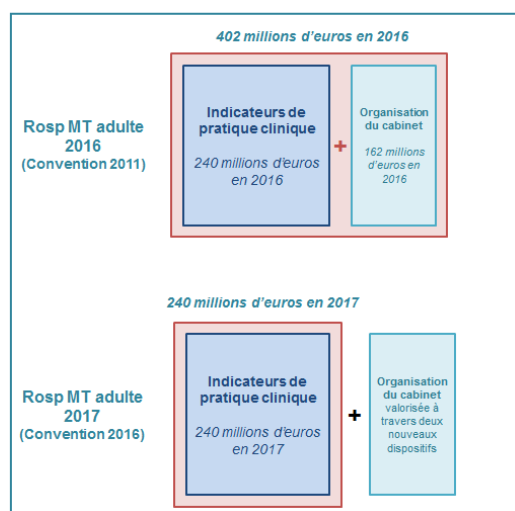 402 millions d'euros en 2016
Rosp MT adulte
2016
(Convention 2011)
Indicateurs de
pratique clinique
240 millions d'euros
en 2016
+
Organisation
du cabinet
162 millions
d'euros en
2016
240 millions d'euros en 2017
Rosp MT adulte
2017
(Convention 2016)
Indicateurs de
pratique clinique
240 millions d'euros
en 2017
+
Organisation
du cabinet
valorisée à
travers deux
nouveaux
dispositifs